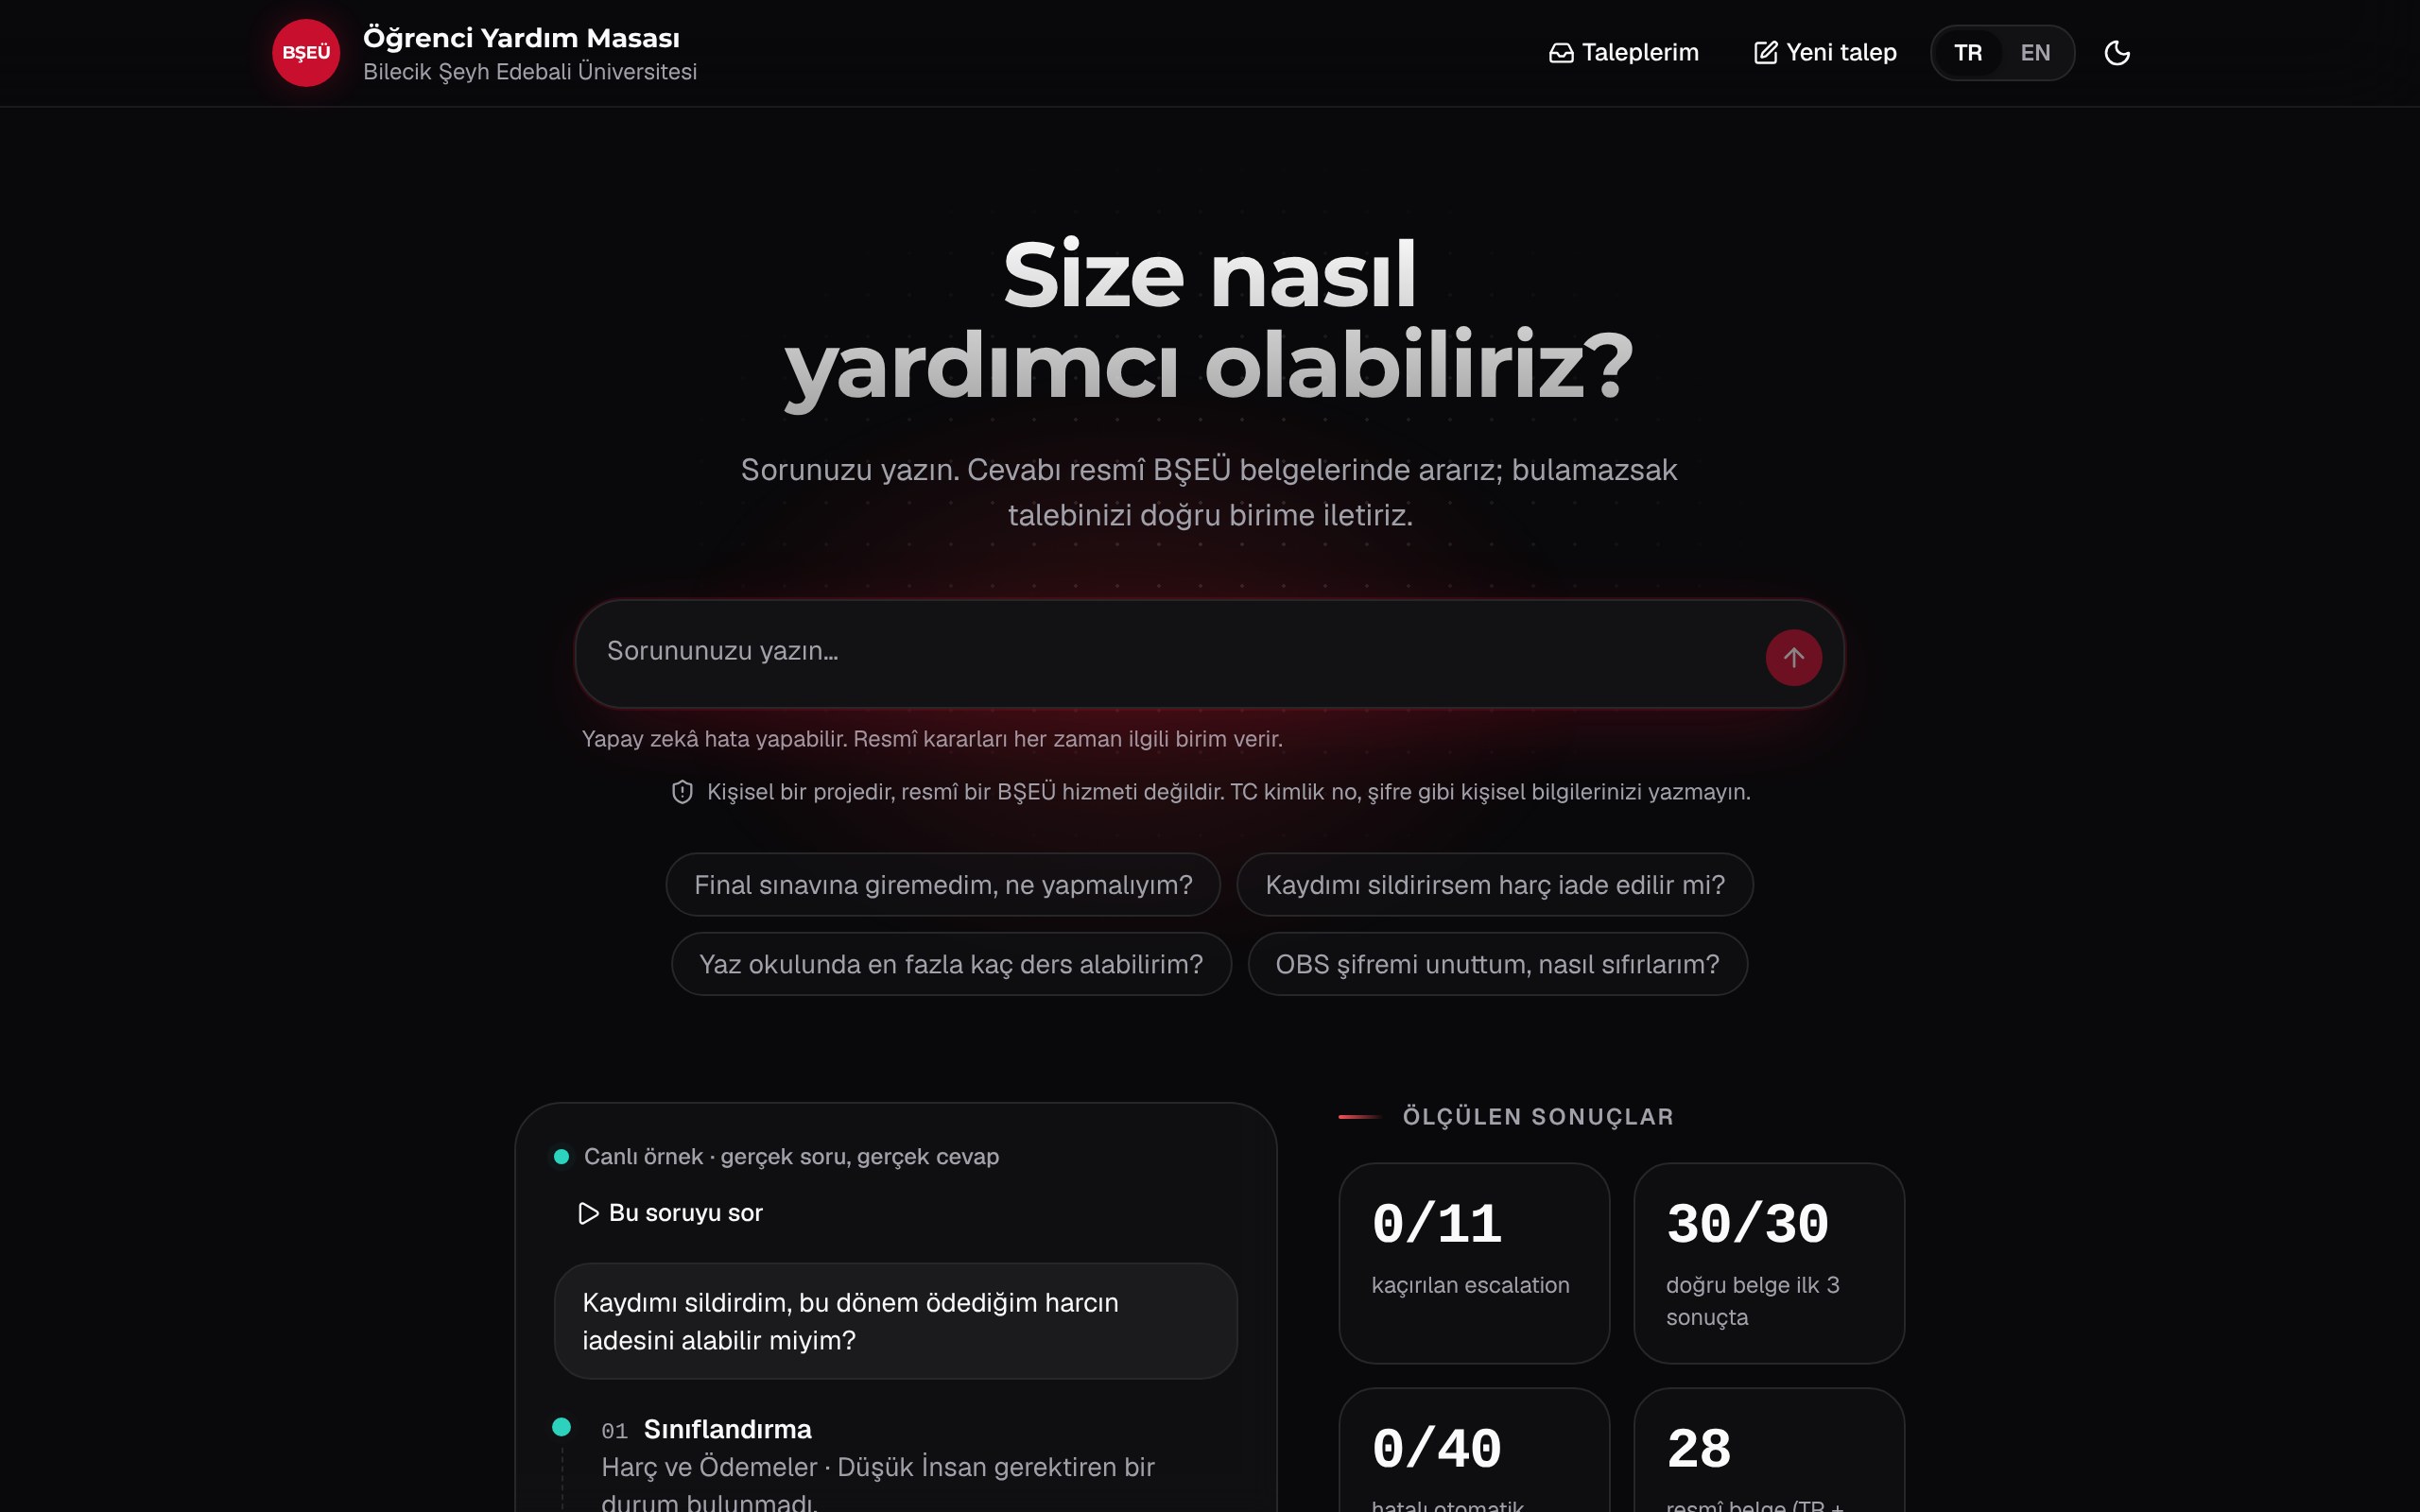 BŞEÜ
Öğrenci Yardım Masası
Bilecik Şeyh Edebali Üniversitesi
Taleplerim
Yeni talep
TR
EN
Size nasıl
yardımcı olabiliriz?
Sorunuzu yazın. Cevabı resmî BŞEÜ belgelerinde ararız; bulamazsak
talebinizi doğru birime iletiriz.
Sorununuzu yazın…
Yapay zekâ hata yapabilir. Resmî kararları her zaman ilgili birim verir.
Kişisel bir projedir, resmî bir BŞEÜ hizmeti değildir. TC kimlik no, şifre gibi kişisel bilgilerinizi yazmayın.
Final sınavına giremedim, ne yapmalıyım?
Kaydımı sildirirsem harç iade edilir mi?
Yaz okulunda en fazla kaç ders alabilirim?
OBS şifremi unuttum, nasıl sıfırlarım?
Canlı örnek · gerçek soru, gerçek cevap
Bu soruyu sor
Kaydımı sildirdim, bu dönem ödediğim harcın
iadesini alabilir miyim?
01 Sınıflandırma
Harç ve Ödemeler · Düşük İnsan gerektiren bir
durum bulunmadı.
ÖLÇÜLEN SONUÇLAR
0/11
kaçırılan escalation
30/30
doğru belge ilk 3
sonuçta
0/40
hatalı otomatik
28
resmî belge (TR +